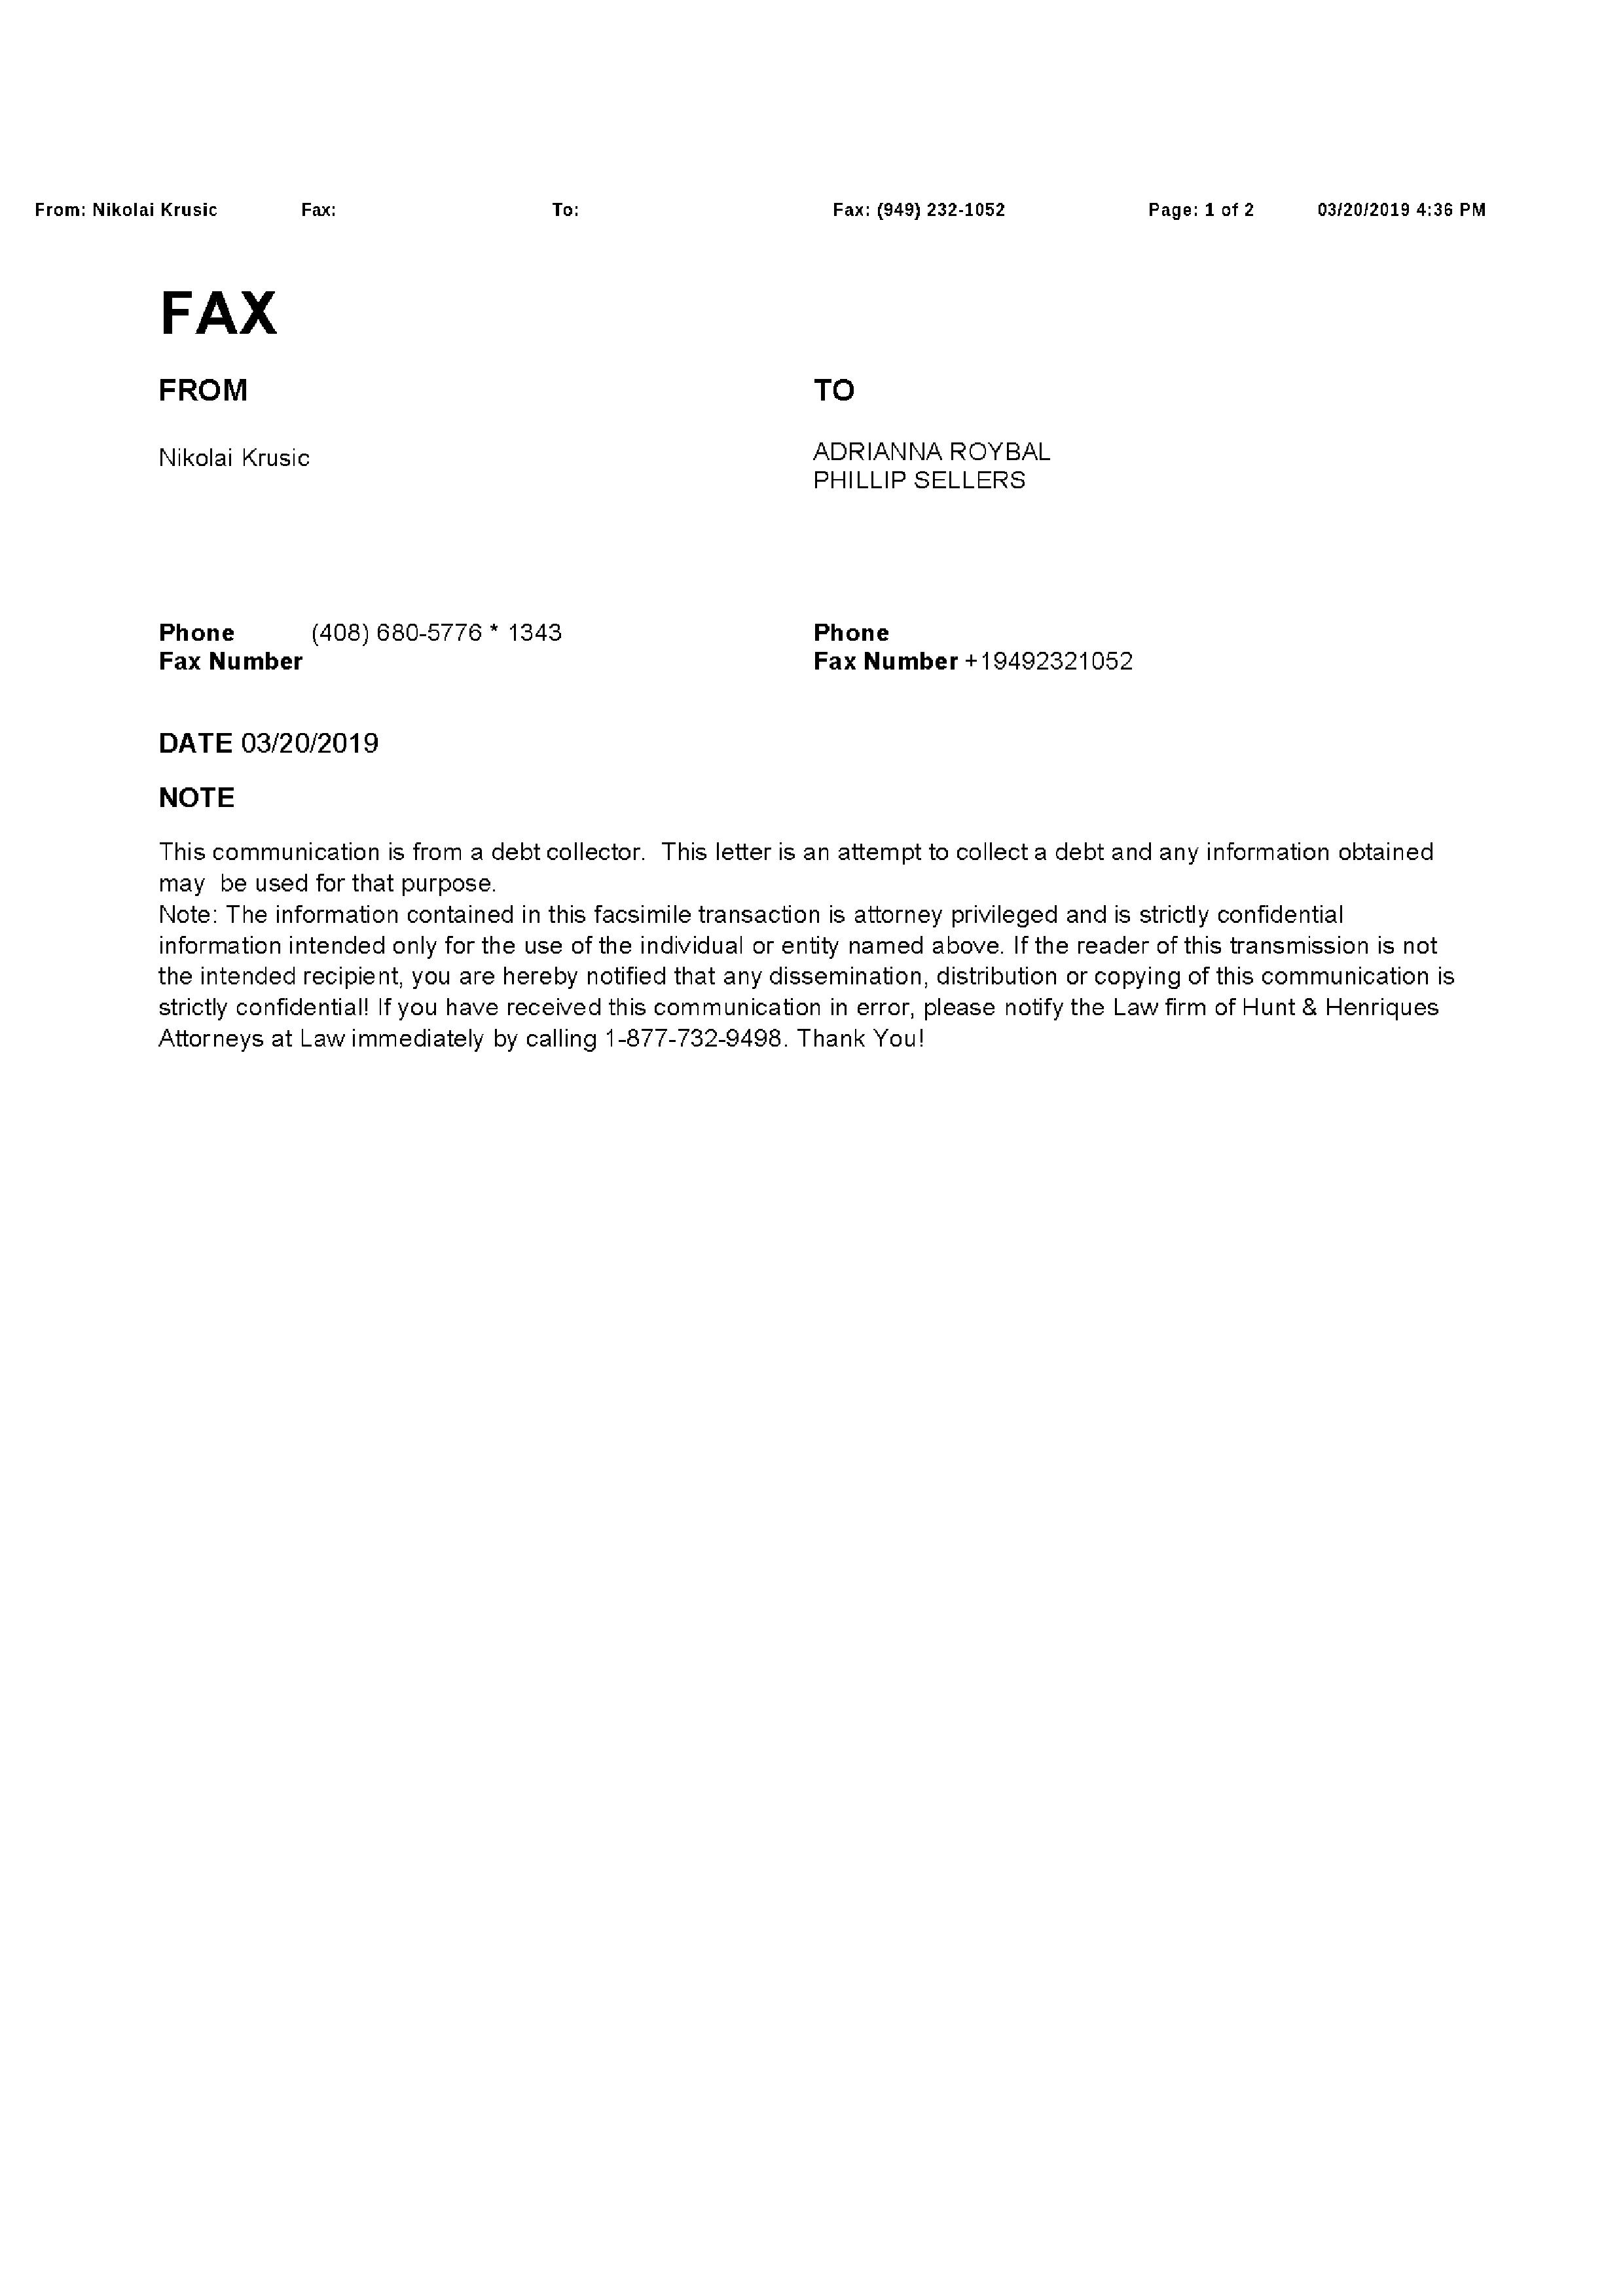 From: Nikolai Krusic Fax: To: Fax: (949) 232-1052 Page: 1 of 2 03/20/2019 4:36 PM
FAX
FROM TO
Nikolai Krusic
ADRIANNA ROYBAL
PHILLIP SELLERS
Phone (408) 680-5776 * 1343 Phone
Fax Number Fax Number +19492321052
DATE 03/20/2019
NOTE
This communication is from a debt collector.  This letter is an attempt to collect a debt and any information obtained
may  be used for that purpose.
Note: The information contained in this facsimile transaction is attorney privileged and is strictly confidential
information intended only for the use of the individual or entity named above. If the reader of this transmission is not
the intended recipient, you are hereby notified that any dissemination, distribution or copying of this communication is
strictly confidential! If you have received this communication in error, please notify the Law firm of Hunt & Henriques
Attorneys at Law immediately by calling 1-877-732-9498. Thank You!